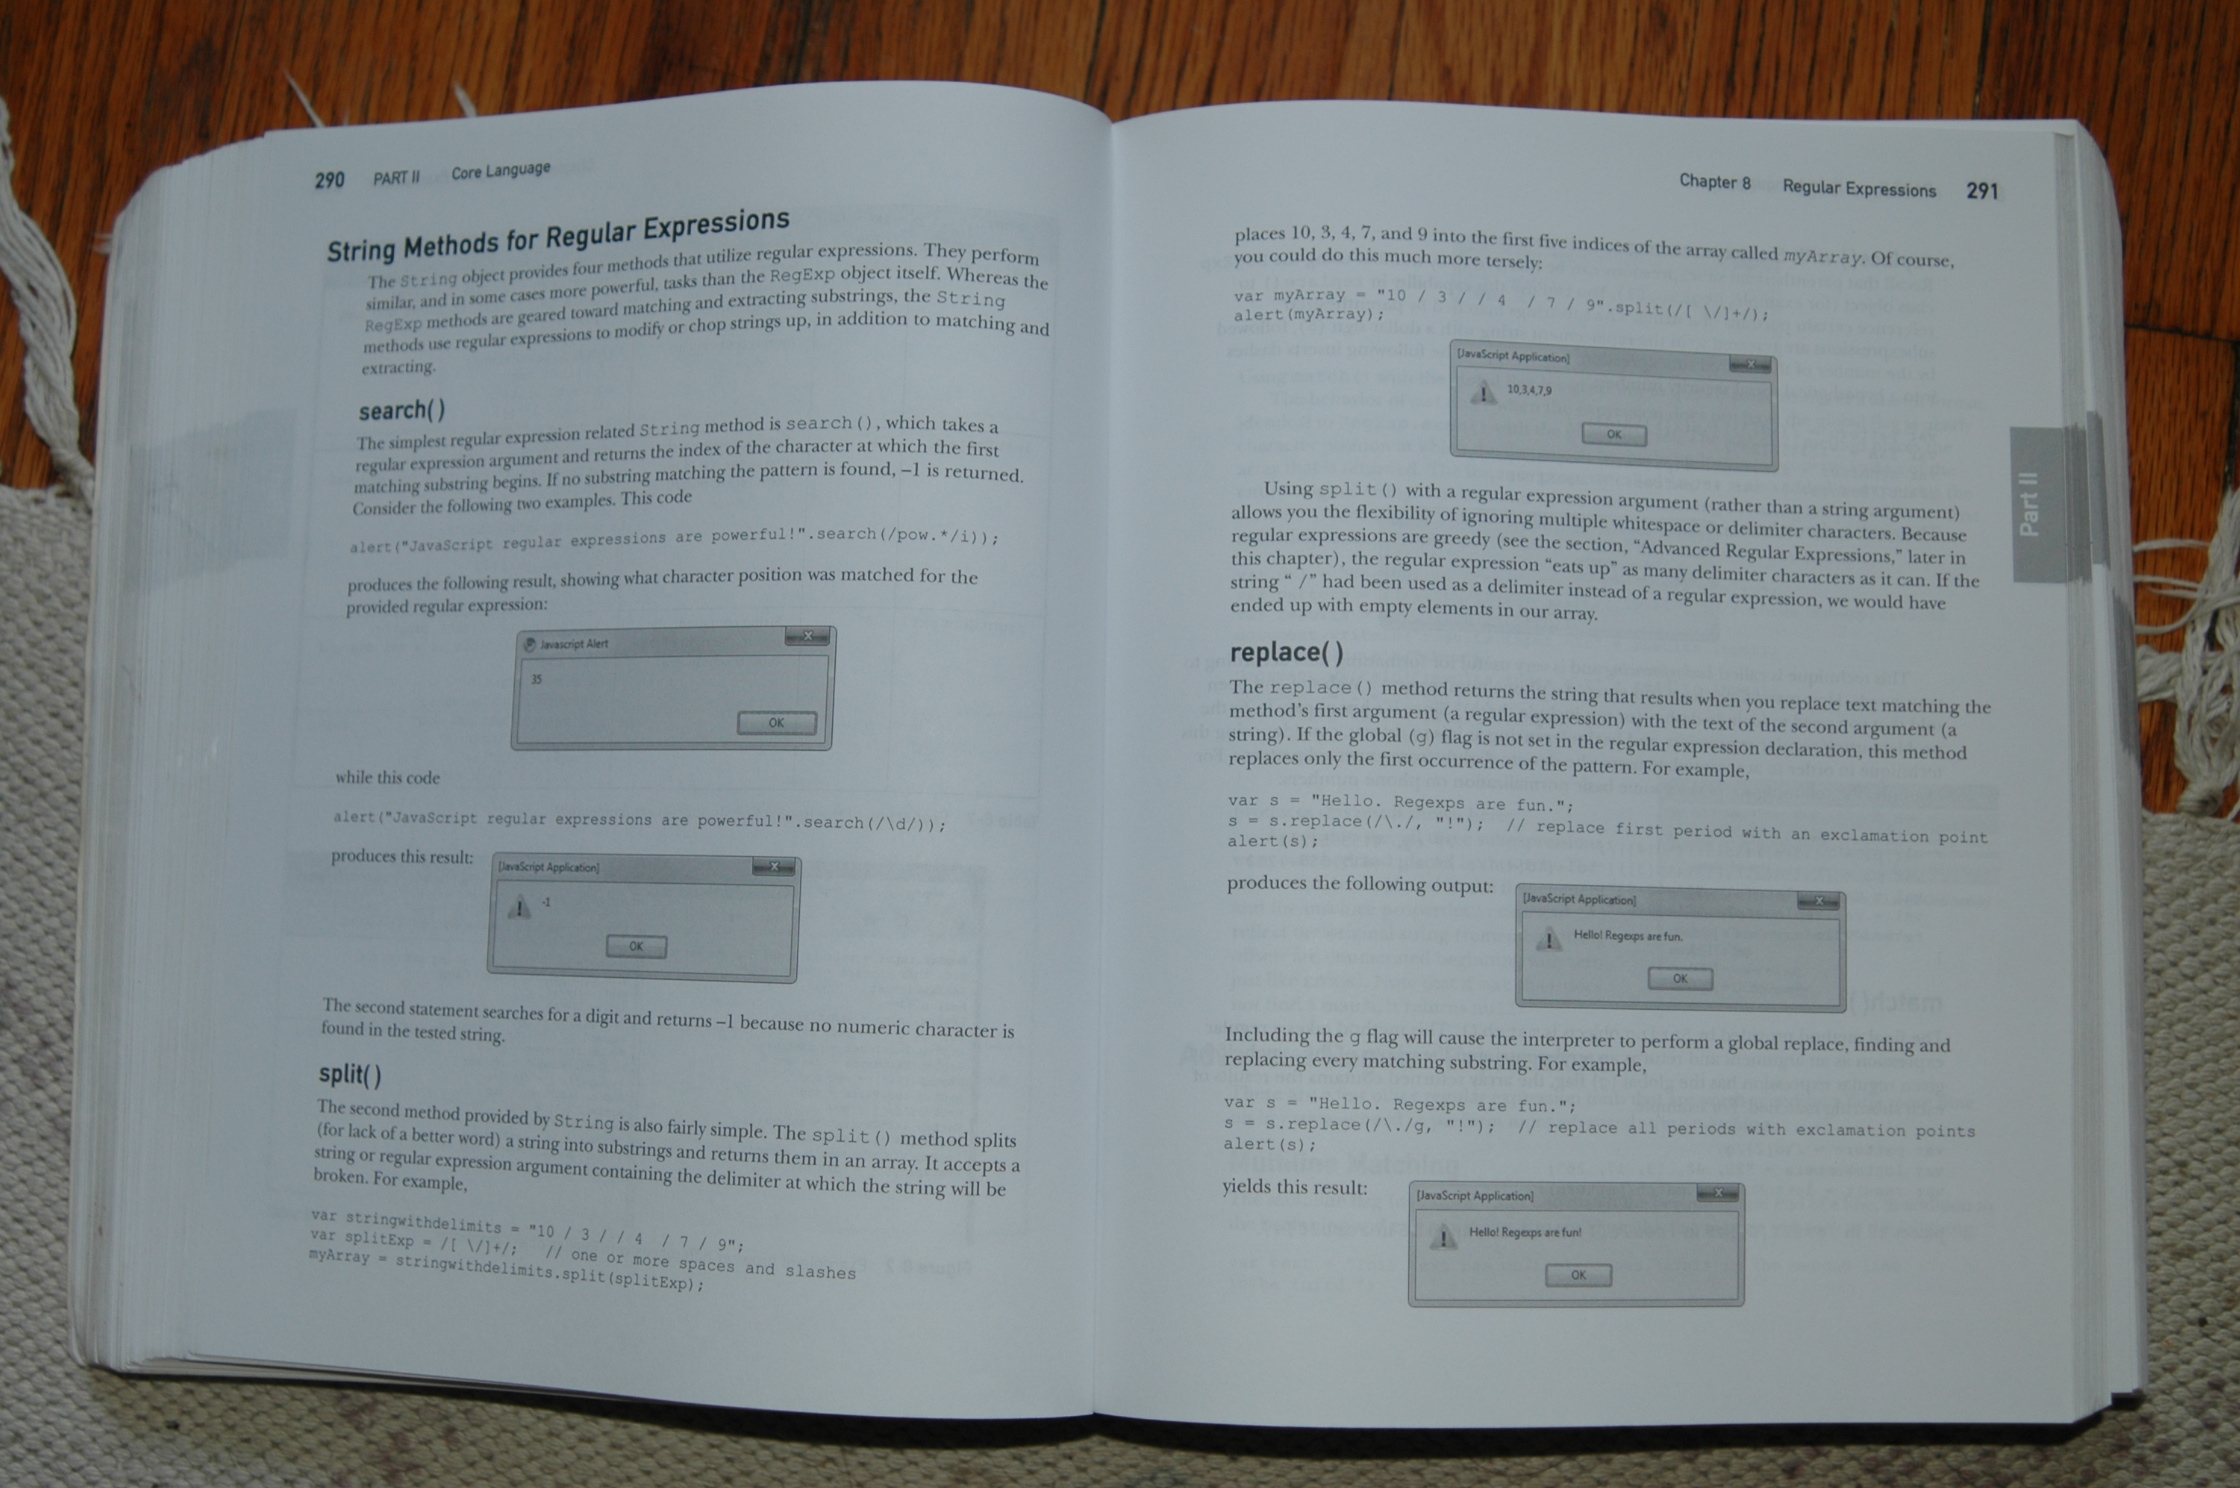 290 PART II Core Language
String Methods for Regular Expressions
The String object provides four methods that utilize regular expressions. They perform
similar, and in some cases more powerful, tasks than the RegExp object itself. Whereas the
RegExp methods are geared toward matching and extracting substrings, the String
methods use regular expressions to modify or chop strings up, in addition to matching and
extracting.
search()
The simplest regular expression related String method is search(), which takes a
regular expression argument and returns the index of the character at which the first
matching substring begins. If no substring matching the pattern is found, –1 is returned.
Consider the following two examples. This code
alert("JavaScript regular expressions are powerful!".search(/pow.*/i));
produces the following result, showing what character position was matched for the
provided regular expression:
Javascript Alert
X
35
OK
while this code
alert("JavaScript regular expressions are powerful!".search(/\d/));
produces this result:
[JavaScript Application]
X
-1
OK
The second statement searches for a digit and returns –1 because no numeric character is
found in the tested string.
split()
The second method provided by String is also fairly simple. The split() method splits
(for lack of a better word) a string into substrings and returns them in an array. It accepts a
string or regular expression argument containing the delimiter at which the string will be
broken. For example,
var stringwithdelimits = "10 / 3 / / 4 / 7 / 9";
var splitExp = /[ \/]+/; // one or more spaces and slashes
myArray = stringwithdelimits.split(splitExp);
Chapter 8 Regular Expressions 291
places 10, 3, 4, 7, and 9 into the first five indices of the array called myArray. Of course,
you could do this much more tersely:
var myArray = "10 / 3 / / 4 / 7 / 9".split(/[ \/]+/);
alert(myArray);
[JavaScript Application]
X
10,3,4,7,9
OK
Using split() with a regular expression argument (rather than a string argument)
allows you the flexibility of ignoring multiple whitespace or delimiter characters. Because
regular expressions are greedy (see the section, “Advanced Regular Expressions,” later in
this chapter), the regular expression “eats up” as many delimiter characters as it can. If the
string “ /” had been used as a delimiter instead of a regular expression, we would have
ended up with empty elements in our array.
replace()
The replace() method returns the string that results when you replace text matching the
method’s first argument (a regular expression) with the text of the second argument (a
string). If the global (g) flag is not set in the regular expression declaration, this method
replaces only the first occurrence of the pattern. For example,
var s = "Hello. Regexps are fun.";
s = s.replace(/\./, "!"); // replace first period with an exclamation point
alert(s);
produces the following output:
[JavaScript Application]
X
Hello! Regexps are fun.
OK
Including the g flag will cause the interpreter to perform a global replace, finding and
replacing every matching substring. For example,
var s = "Hello. Regexps are fun.";
s = s.replace(/\./g, "!"); // replace all periods with exclamation points
alert(s);
yields this result:
[JavaScript Application]
X
Hello! Regexps are fun!
OK
Part II